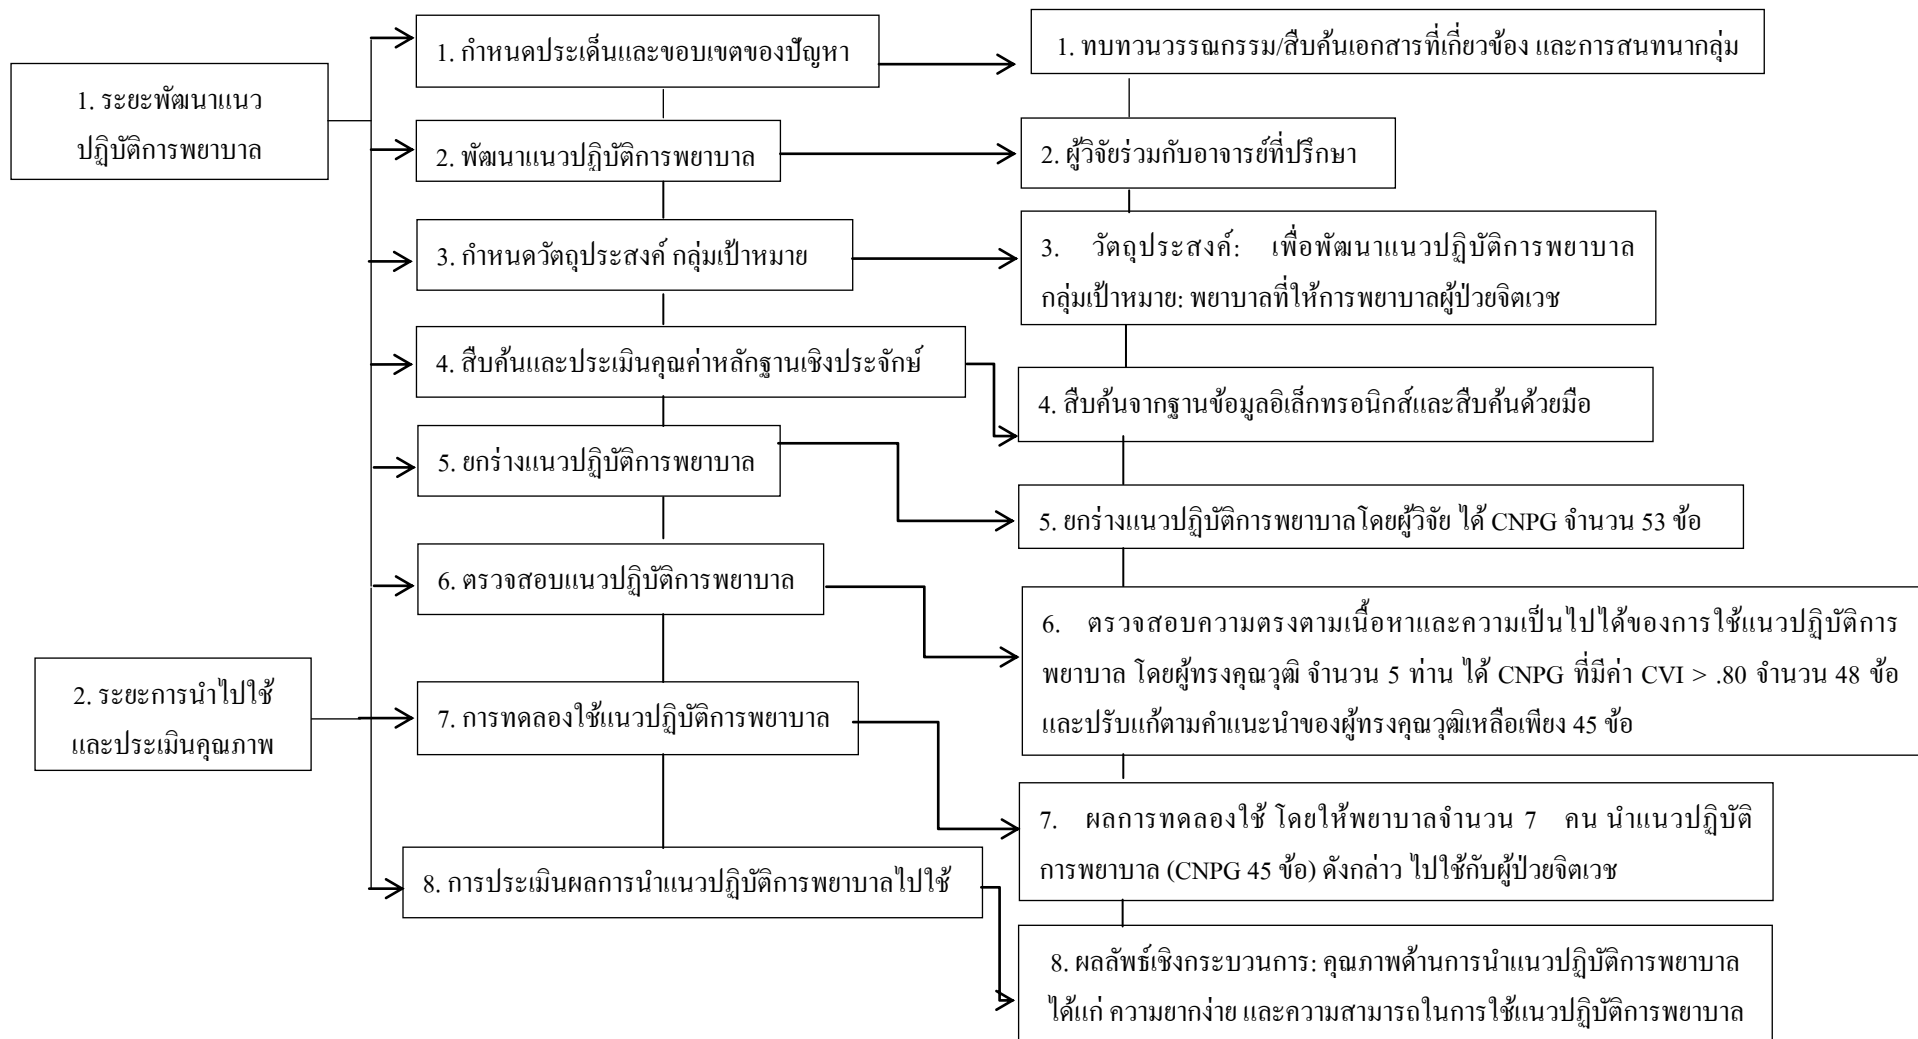 1. ระยะพัฒนาแนว
ปฏิบัติการพยาบาล
2. ระยะการนำไปใช้
และประเมินคุณภาพ
1. กำหนดประเด็นและขอบเขตของปัญหา
2. พัฒนาแนวปฏิบัติการพยาบาล
3. กำหนดวัตถุประสงค์ กลุ่มเป้าหมาย
4. สืบค้นและประเมินคุณค่าหลักฐานเชิงประจักษ์
5. ยกร่างแนวปฏิบัติการพยาบาล
6. ตรวจสอบแนวปฏิบัติการพยาบาล
7. การทดลองใช้แนวปฏิบัติการพยาบาล
8. การประเมินผลการนำแนวปฏิบัติการพยาบาลไปใช้
1. ทบทวนวรรณกรรม/สืบค้นเอกสารที่เกี่ยวข้อง และการสนทนากลุ่ม
2. ผู้วิจัยร่วมกับอาจารย์ที่ปรึกษา
3. วัตถุประสงค์: เพื่อพัฒนาแนวปฏิบัติการพยาบาล
กลุ่มเป้าหมาย: พยาบาลที่ให้การพยาบาลผู้ป่วยจิตเวช
4. สืบค้นจากฐานข้อมูลอิเล็กทรอนิกส์และสืบค้นด้วยมือ
5. ยกร่างแนวปฏิบัติการพยาบาลโดยผู้วิจัย ได้ CNPG จำนวน 53 ข้อ
6. ตรวจสอบความตรงตามเนื้อหาและความเป็นไปได้ของการใช้แนวปฏิบัติการ
พยาบาล โดยผู้ทรงคุณวุฒิ จำนวน 5 ท่าน ได้ CNPG ที่มีค่า CVI > .80 จำนวน 48 ข้อ
และปรับแก้ตามคำแนะนำของผู้ทรงคุณวุฒิเหลือเพียง 45 ข้อ
7. ผลการทดลองใช้ โดยให้พยาบาลจำนวน 7 คน นำแนวปฏิบัติ
การพยาบาล (CNPG 45 ข้อ) ดังกล่าว ไปใช้กับผู้ป่วยจิตเวช
8. ผลลัพธ์เชิงกระบวนการ: คุณภาพด้านการนำแนวปฏิบัติการพยาบาล
ได้แก่ ความยากง่าย และความสามารถในการใช้แนวปฏิบัติการพยาบาล